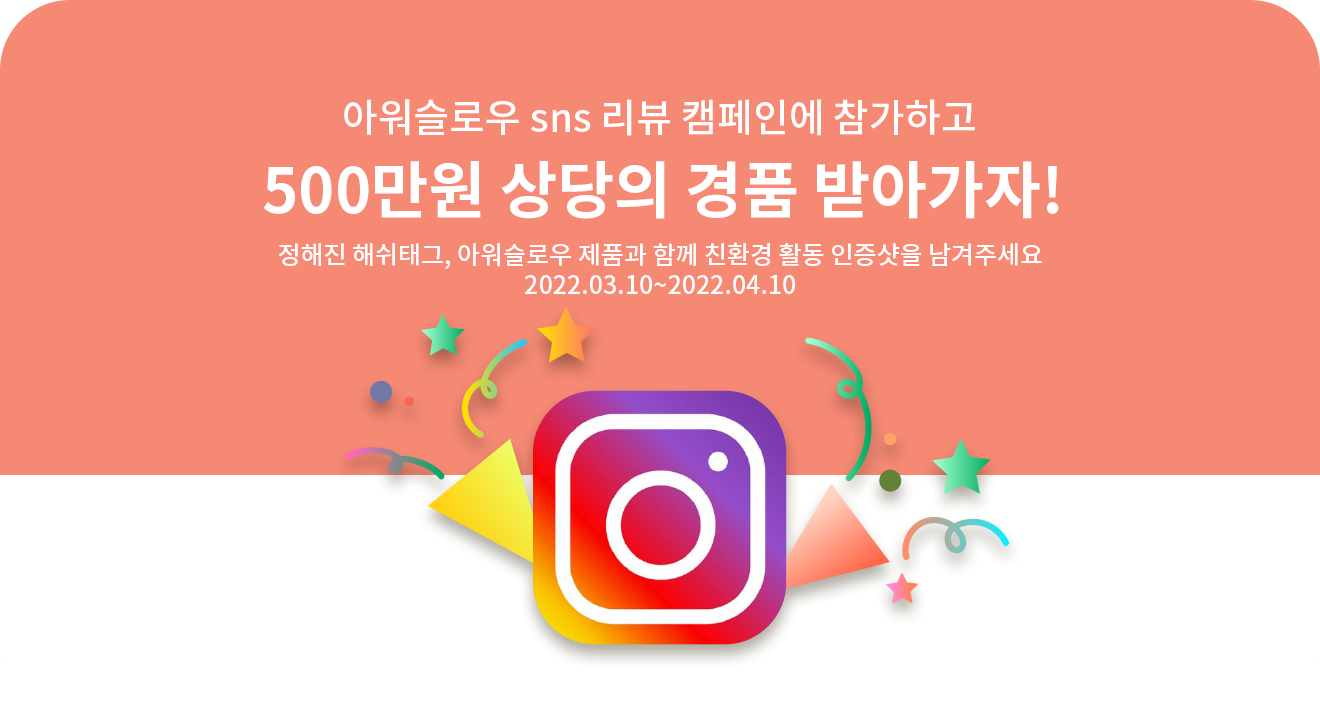 아워슬로우 sns 리뷰 캠페인에 참가하고
500만원 상당의 경품 받아가자!
정해진 해쉬태그, 아워슬로우 제품과 함께 친환경 활동 인증샷을 남겨주세요
2022.03.10~2022.04.10